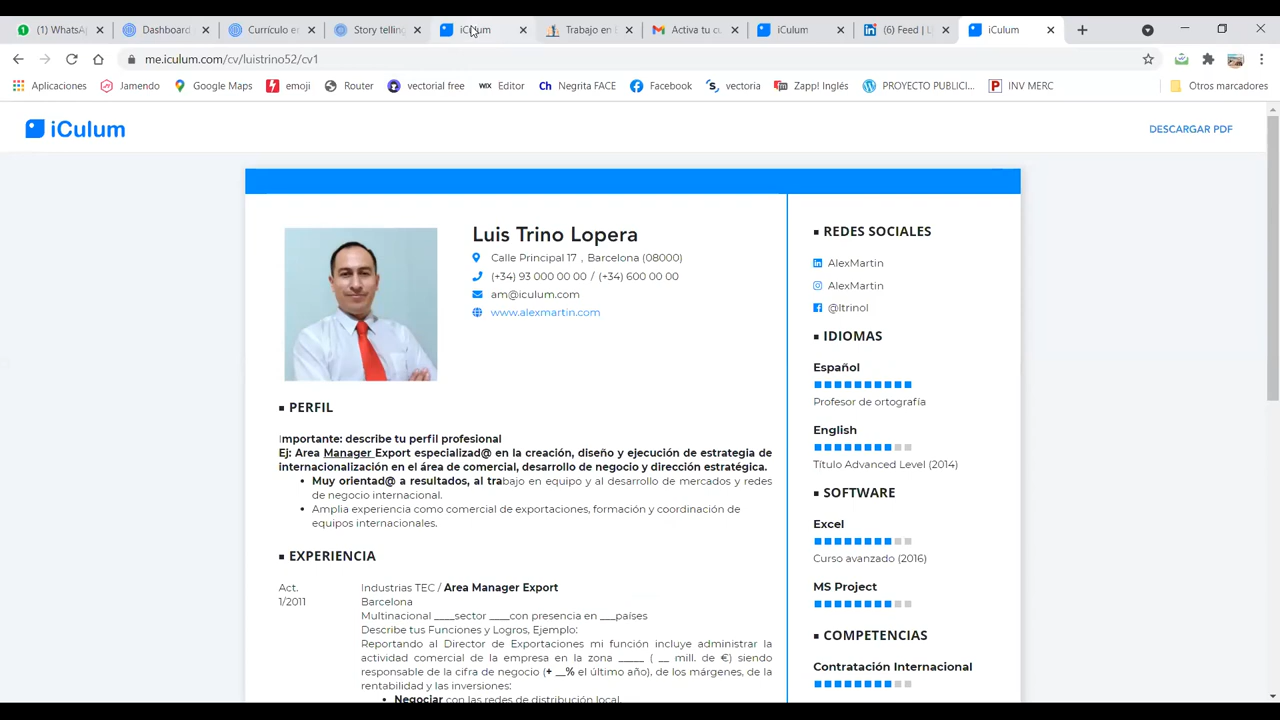 WhatsA
Dashboard
Currículo en
Story telling
iCulum
Trabajo en E
Activa tu cu
iCulum
(6) Feed | L
iCulum
me.iculum.com/cv/luistrino52/cv1
Aplicaciones
Jamendo
Google Maps
emoji
Router
vectorial free
WIX Editor
Ch Negrita FACE
Facebook
vectoria
Zapp! Inglés
PROYECTO PUBLICI...
INV MERC
Otros marcadores
iCulum
DESCARGAR PDF
Luis Trino Lopera
Calle Principal 17 , Barcelona (08000)
(+34) 93 000 00 00 / (+34) 600 00 00
am@iculum.com
www.alexmartin.com
PERFIL
Importante: describe tu perfil profesional
Ej: Area Manager Export especializad@ en la creación, diseño y ejecución de estrategia de
internacionalización en el área de comercial, desarrollo de negocio y dirección estratégica.
• Muy orientad@ a resultados, al trabajo en equipo y al desarrollo de mercados y redes
de negocio internacional.
• Amplia experiencia como comercial de exportaciones, formación y coordinación de
equipos internacionales.
EXPERIENCIA
Act.
1/2011
Industrias TEC / Area Manager Export
Barcelona
Multinacional ____sector ____con presencia en ___países
Describe tus Funciones y Logros, Ejemplo:
Reportando al Director de Exportaciones mi función incluye administrar la
actividad comercial de la empresa en la zona _____ ( __ mill. de €) siendo
responsable de la cifra de negocio (+ __% el último año), de los márgenes, de la
rentabilidad y las inversiones:
• Negociar con las redes de distribución local.
REDES SOCIALES
AlexMartin
AlexMartin
@ltrinol
IDIOMAS
Español
Profesor de ortografía
English
Título Advanced Level (2014)
SOFTWARE
Excel
Curso avanzado (2016)
MS Project
COMPETENCIAS
Contratación Internacional